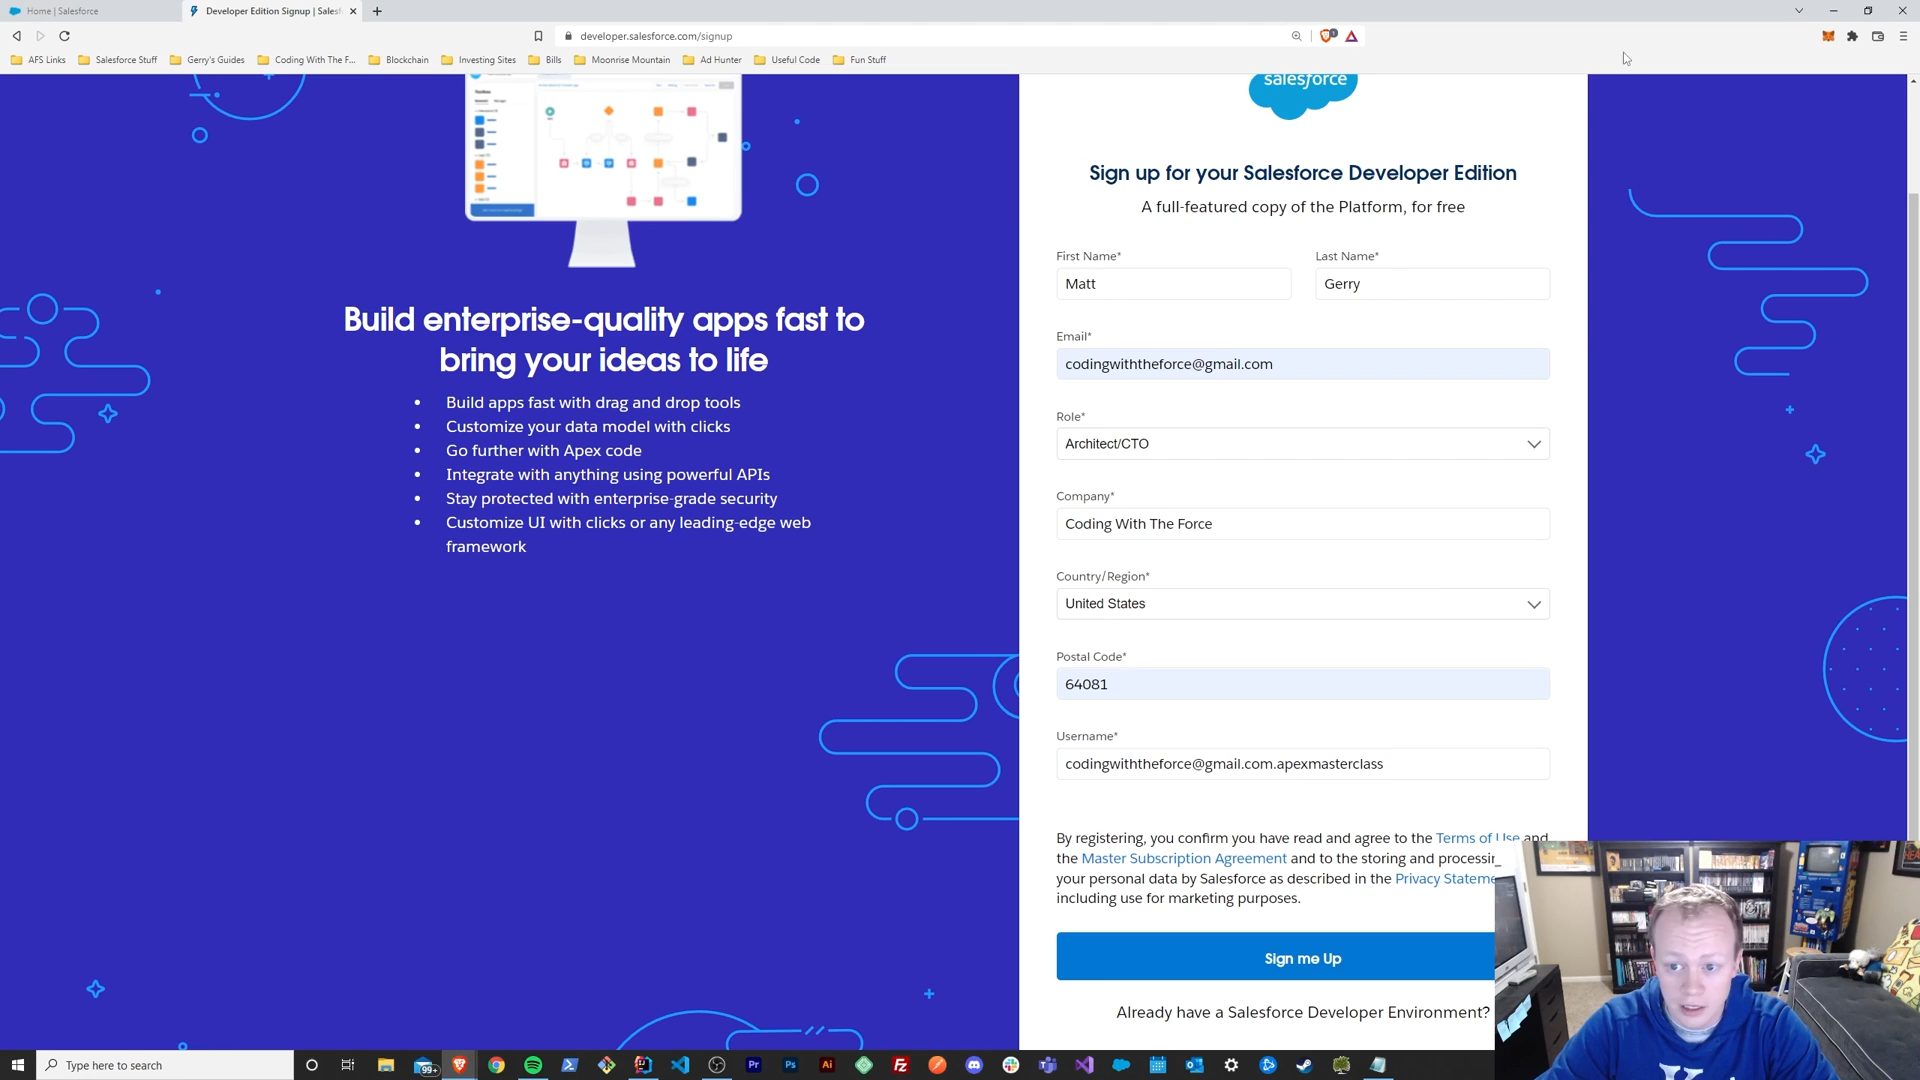 Home | Salesforce
Developer Edition Signup | Salesf
developer.salesforce.com/signup
AFS Links
Salesforce Stuff
Gerry's Guides
Coding With The F...
Blockchain
Investing Sites
Bills
Moonrise Mountain
Ad Hunter
Useful Code
Fun Stuff
Build enterprise-quality apps fast to
bring your ideas to life
• Build apps fast with drag and drop tools
• Customize your data model with clicks
• Go further with Apex code
• Integrate with anything using powerful APIs
• Stay protected with enterprise-grade security
• Customize UI with clicks or any leading-edge web
framework
salesforce
Sign up for your Salesforce Developer Edition
A full-featured copy of the Platform, for free
First Name* Last Name*
Matt Gerry
Email*
codingwiththeforce@gmail.com
Role*
Architect/CTO
Company*
Coding With The Force
Country/Region*
United States
Postal Code*
64081
Username*
codingwiththeforce@gmail.com.apexmasterclass
By registering, you confirm you have read and agree to the Terms of Use and
the Master Subscription Agreement and to the storing and processin
your personal data by Salesforce as described in the Privacy Stateme
including use for marketing purposes.
Sign me Up
Already have a Salesforce Developer Environment?
Type here to search
99+
Pr
Ps
Ai